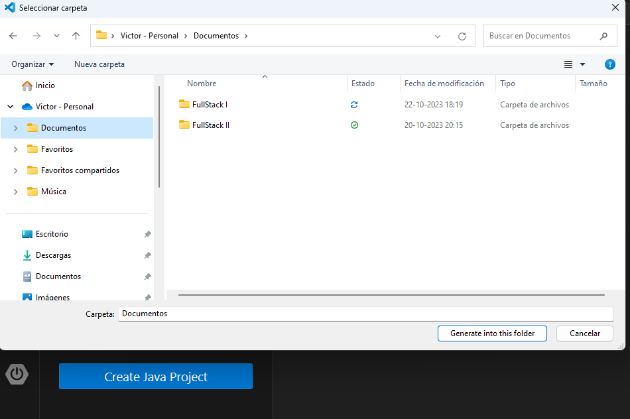 Seleccionar carpeta
Victor - Personal > Documentos >
Buscar en Documentos
Organizar
Nueva carpeta
Inicio
Victor - Personal
Documentos
Favoritos
Favoritos compartidos
Música
Escritorio
Descargas
Documentos
Imágenes
Nombre Estado Fecha de modificación Tipo Tamaño
FullStack I 22-10-2023 18:19 Carpeta de archivos
FullStack II 20-10-2023 20:15 Carpeta de archivos
Carpeta: Documentos
Generate into this folder
Cancelar
Create Java Project